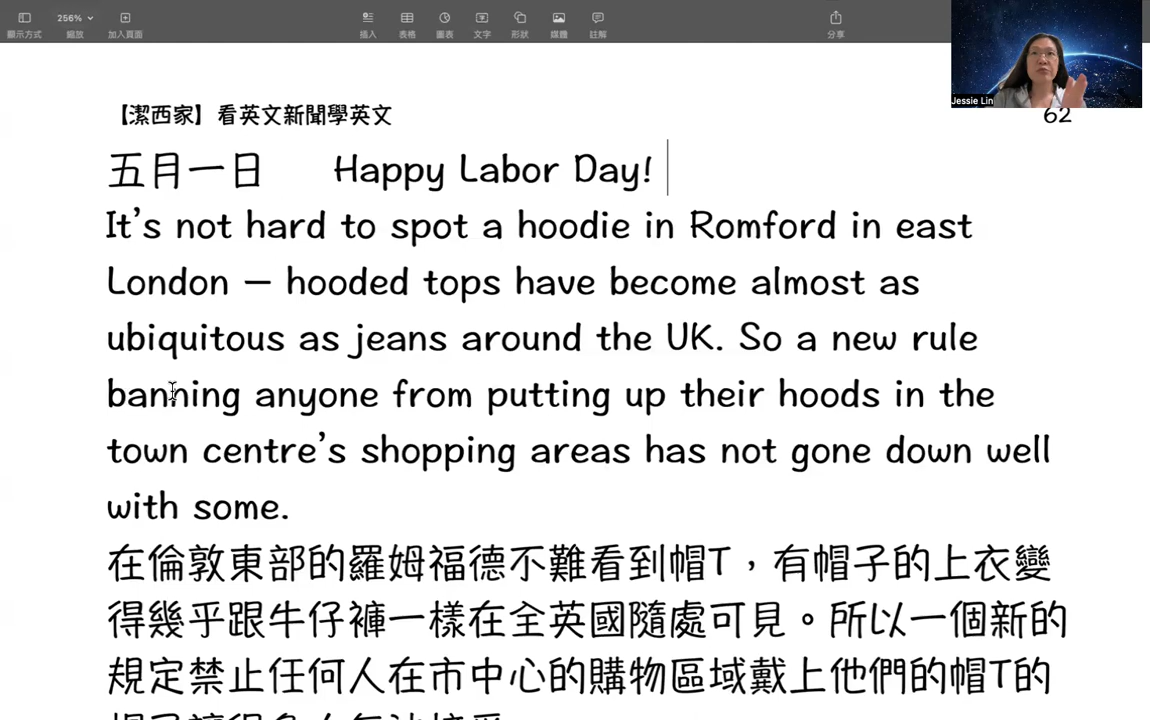 256%
顯示方式
縮放
加入頁面
插入
表格
圖表
文字
形狀
媒體
註解
分享
Jessie Lin
【潔西家】看英文新聞學英文
62
五月一日 Happy Labor Day!
It's not hard to spot a hoodie in Romford in east
London — hooded tops have become almost as
ubiquitous as jeans around the UK. So a new rule
banning anyone from putting up their hoods in the
town centre's shopping areas has not gone down well
with some.
在倫敦東部的羅姆福德不難看到帽T，有帽子的上衣變
得幾乎跟牛仔褲一樣在全英國隨處可見。所以一個新的
規定禁止任何人在市中心的購物區域戴上他們的帽T的